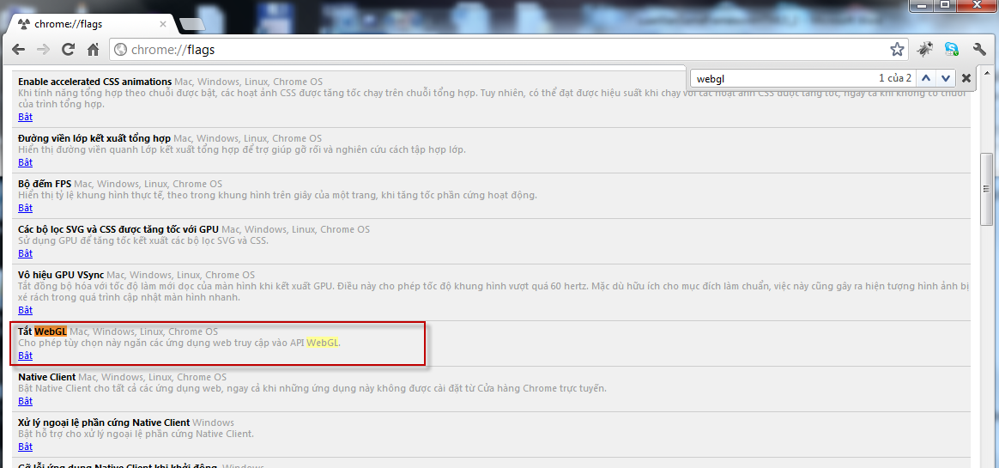 chrome://flags
chrome://flags
webgl 1 của 2
Enable accelerated CSS animations Mac, Windows, Linux, Chrome OS
Khi tính năng tổng hợp theo chuỗi được bật, các hoạt ảnh CSS được tăng tốc chạy trên chuỗi tổng hợp. Tuy nhiên, có thể đạt được hiệu suất khi chạy với các hoạt ảnh CSS được tăng tốc, ngay cả khi không có chuỗi
của trình tổng hợp.
Bật
Đường viền lớp kết xuất tổng hợp Mac, Windows, Linux, Chrome OS
Hiển thị đường viền quanh Lớp kết xuất tổng hợp để trợ giúp gỡ rối và nghiên cứu cách tập hợp lớp.
Bật
Bộ đếm FPS Mac, Windows, Linux, Chrome OS
Hiển thị tỷ lệ khung hình thực tế, theo trong khung hình trên giây của một trang, khi tăng tốc phần cứng hoạt động.
Bật
Các bộ lọc SVG và CSS được tăng tốc với GPU Mac, Windows, Linux, Chrome OS
Sử dụng GPU để tăng tốc kết xuất các bộ lọc SVG và CSS.
Bật
Vô hiệu GPU VSync Mac, Windows, Linux, Chrome OS
Tắt đồng bộ hóa với tốc độ làm mới dọc của màn hình khi kết xuất GPU. Điều này cho phép tốc độ khung hình vượt quá 60 hertz. Mặc dù hữu ích cho mục đích làm chuẩn, việc này cũng gây ra hiện tượng hình ảnh bị
xé rách trong quá trình cập nhật màn hình nhanh.
Bật
Tắt WebGL Mac, Windows, Linux, Chrome OS
Cho phép tùy chọn này ngăn các ứng dụng web truy cập vào API WebGL.
Bật
Native Client Mac, Windows, Linux, Chrome OS
Bật Native Client cho tất cả các ứng dụng web, ngay cả khi những ứng dụng này không được cài đặt từ Cửa hàng Chrome trực tuyến.
Bật
Xử lý ngoại lệ phần cứng Native Client Windows
Bật hỗ trợ cho xử lý ngoại lệ phần cứng Native Client.
Bật
Gỡ lỗi ứng dụng Native Client khi khởi động. Windows